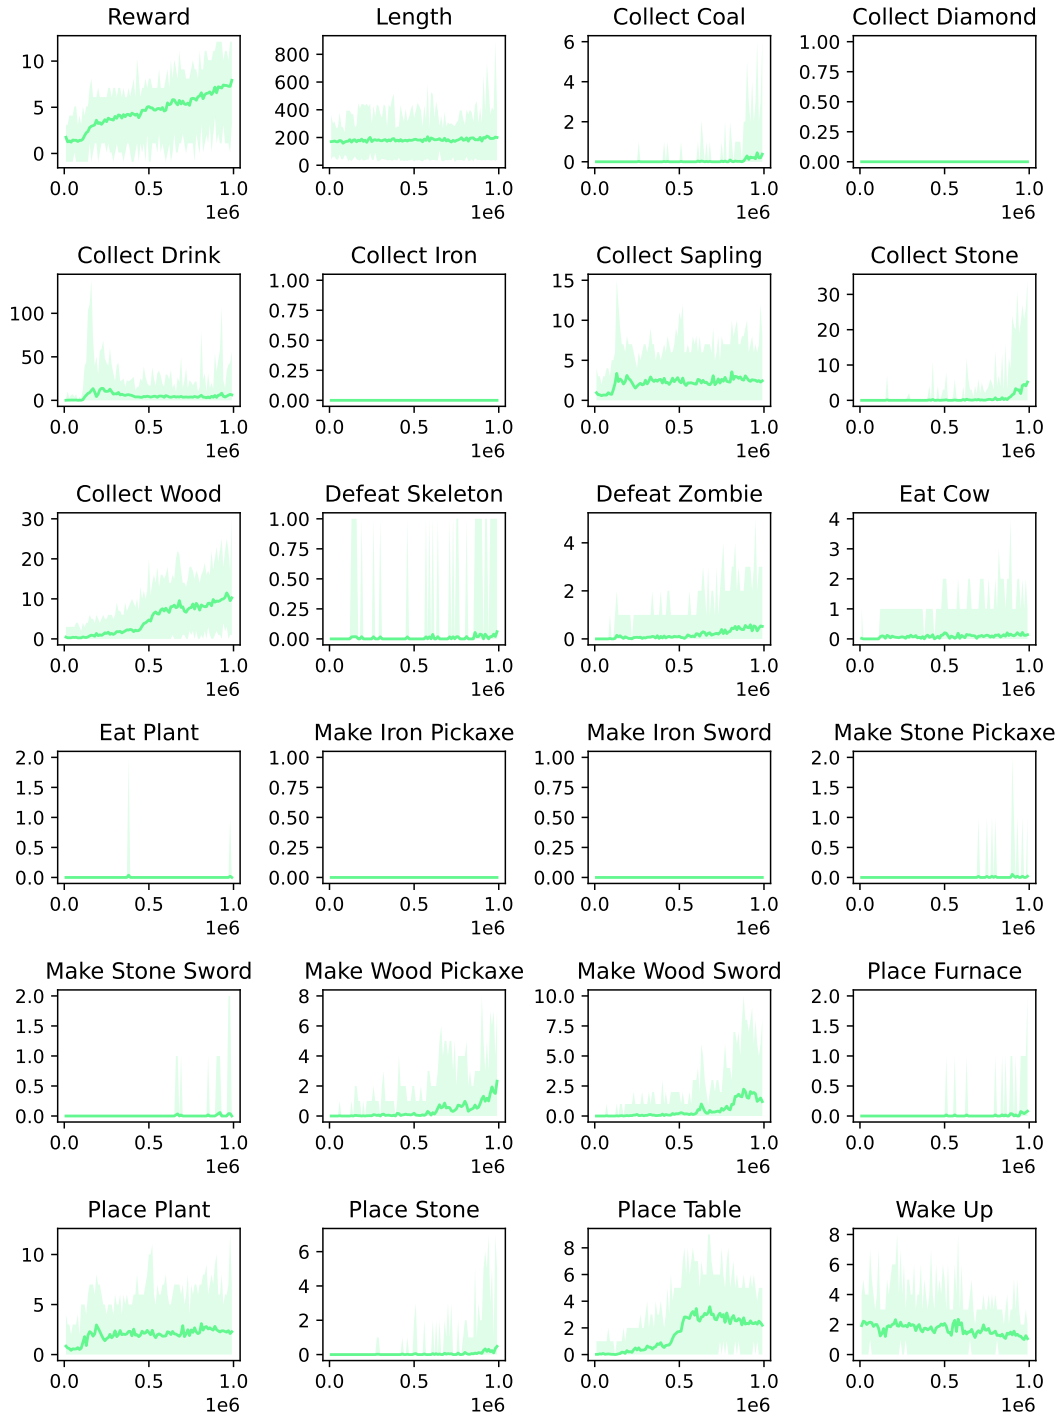 Reward Length Collect Coal Collect Diamond
10 5 0 0.0 0.5 1.0 1e6
800 600 400 200 0 0.0 0.5 1.0 1e6
6 4 2 0 0.0 0.5 1.0 1e6
1.00 0.75 0.50 0.25 0.00 0.0 0.5 1.0 1e6
Collect Drink Collect Iron Collect Sapling Collect Stone
100 50 0 0.0 0.5 1.0 1e6
1.00 0.75 0.50 0.25 0.00 0.0 0.5 1.0 1e6
15 10 5 0 0.0 0.5 1.0 1e6
30 20 10 0 0.0 0.5 1.0 1e6
Collect Wood Defeat Skeleton Defeat Zombie Eat Cow
30 20 10 0 0.0 0.5 1.0 1e6
1.00 0.75 0.50 0.25 0.00 0.0 0.5 1.0 1e6
4 2 0 0.0 0.5 1.0 1e6
4 3 2 1 0 0.0 0.5 1.0 1e6
Eat Plant Make Iron Pickaxe Make Iron Sword Make Stone Pickaxe
2.0 1.5 1.0 0.5 0.0 0.0 0.5 1.0 1e6
1.00 0.75 0.50 0.25 0.00 0.0 0.5 1.0 1e6
1.00 0.75 0.50 0.25 0.00 0.0 0.5 1.0 1e6
2.0 1.5 1.0 0.5 0.0 0.0 0.5 1.0 1e6
Make Stone Sword Make Wood Pickaxe Make Wood Sword Place Furnace
2.0 1.5 1.0 0.5 0.0 0.0 0.5 1.0 1e6
8 6 4 2 0 0.0 0.5 1.0 1e6
10.0 7.5 5.0 2.5 0.0 0.0 0.5 1.0 1e6
2.0 1.5 1.0 0.5 0.0 0.0 0.5 1.0 1e6
Place Plant Place Stone Place Table Wake Up
10 5 0 0.0 0.5 1.0 1e6
6 4 2 0 0.0 0.5 1.0 1e6
8 6 4 2 0 0.0 0.5 1.0 1e6
8 6 4 2 0 0.0 0.5 1.0 1e6